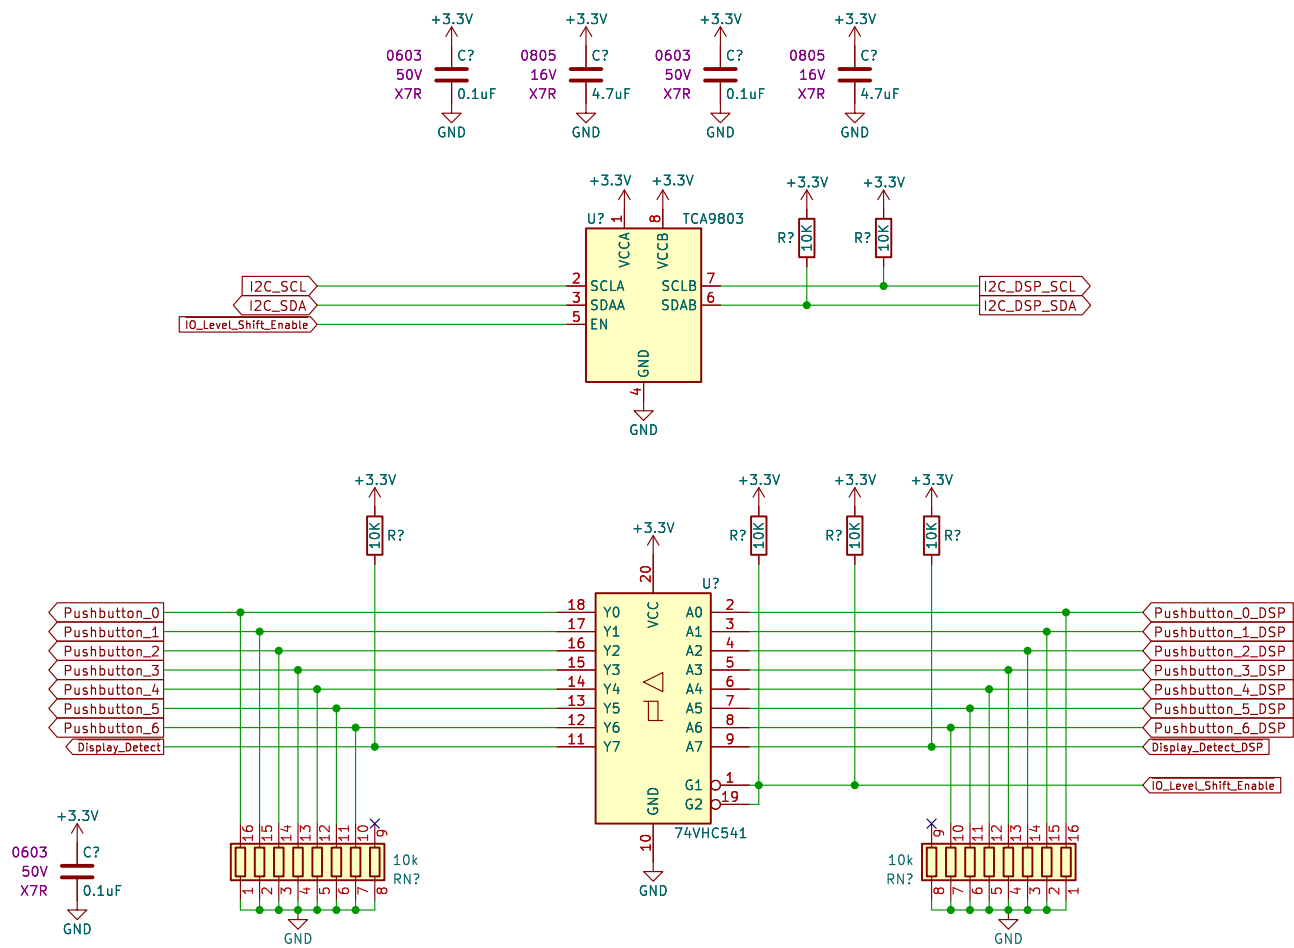 +3.3V +3.3V +3.3V +3.3V
0603 C? 0805 C? 0603 C? 0805 C?
50V 16V 50V 16V
X7R 0.1uF X7R 4.7uF X7R 0.1uF X7R 4.7uF
GND GND GND GND
+3.3V +3.3V +3.3V +3.3V
U? 1 8 TCA9803
VCCA VCCB R? 10K R? 10K
I2C_SCL 2 SCLA SCLB 7 I2C_DSP_SCL
I2C_SDA 3 SDAA SDAB 6 I2C_DSP_SDA
IO_Level_Shift_Enable 5 EN
GND
4
GND
+3.3V +3.3V +3.3V +3.3V
+3.3V
10K R? R? 10K R? 10K 10K R?
20 U?
VCC
Pushbutton_0 18 Y0 A0 2 Pushbutton_0_DSP
Pushbutton_1 17 Y1 A1 3 Pushbutton_1_DSP
Pushbutton_2 16 Y2 A2 4 Pushbutton_2_DSP
Pushbutton_3 15 Y3 A3 5 Pushbutton_3_DSP
Pushbutton_4 14 Y4 A4 6 Pushbutton_4_DSP
Pushbutton_5 13 Y5 A5 7 Pushbutton_5_DSP
Pushbutton_6 12 Y6 A6 8 Pushbutton_6_DSP
Display_Detect 11 Y7 A7 9 Display_Detect_DSP
G1 1 IO_Level_Shift_Enable
GND G2 19
+3.3V 10 74VHC541
16 15 14 13 12 11 10 9 9 10 11 12 13 14 15 16
0603 C? 10k 10k
50V RN? RN?
X7R 0.1uF 1 2 3 4 5 6 7 8 GND 8 7 6 5 4 3 2 1
GND GND GND